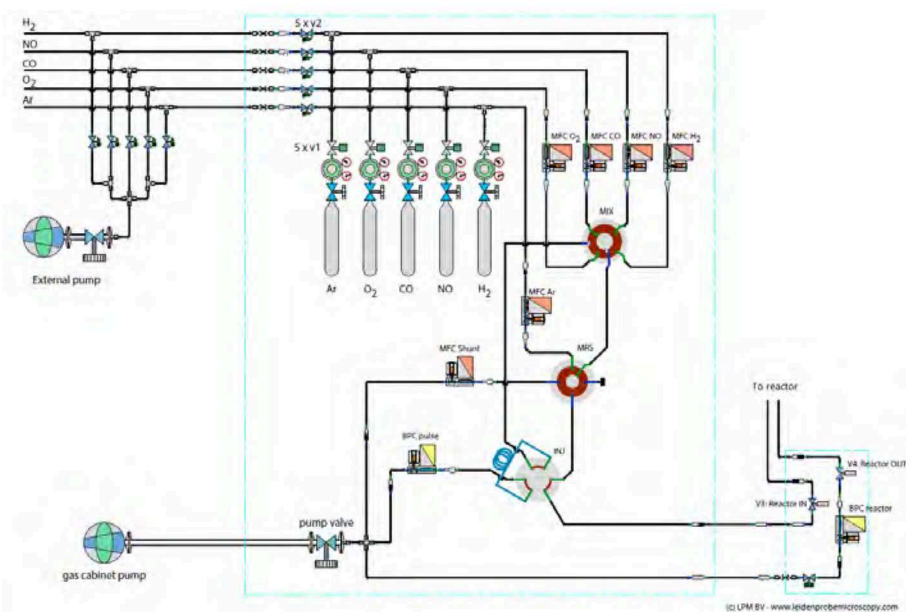 H2
5 x v2
NO
CO
O2
Ar
MFC O2
MFC CO
MFC NO
MFC H2
5 x v1
MIX
External pump
Ar
O2
CO
NO
H2
MFC Ar
MFC Shunt
MRS
To reactor
BPC pulse
INJ
V4: Reactor OUT
V3: Reactor IN
BPC reactor
pump valve
gas cabinet pump
(c) LPM BV - www.leidenprobemicroscopy.com